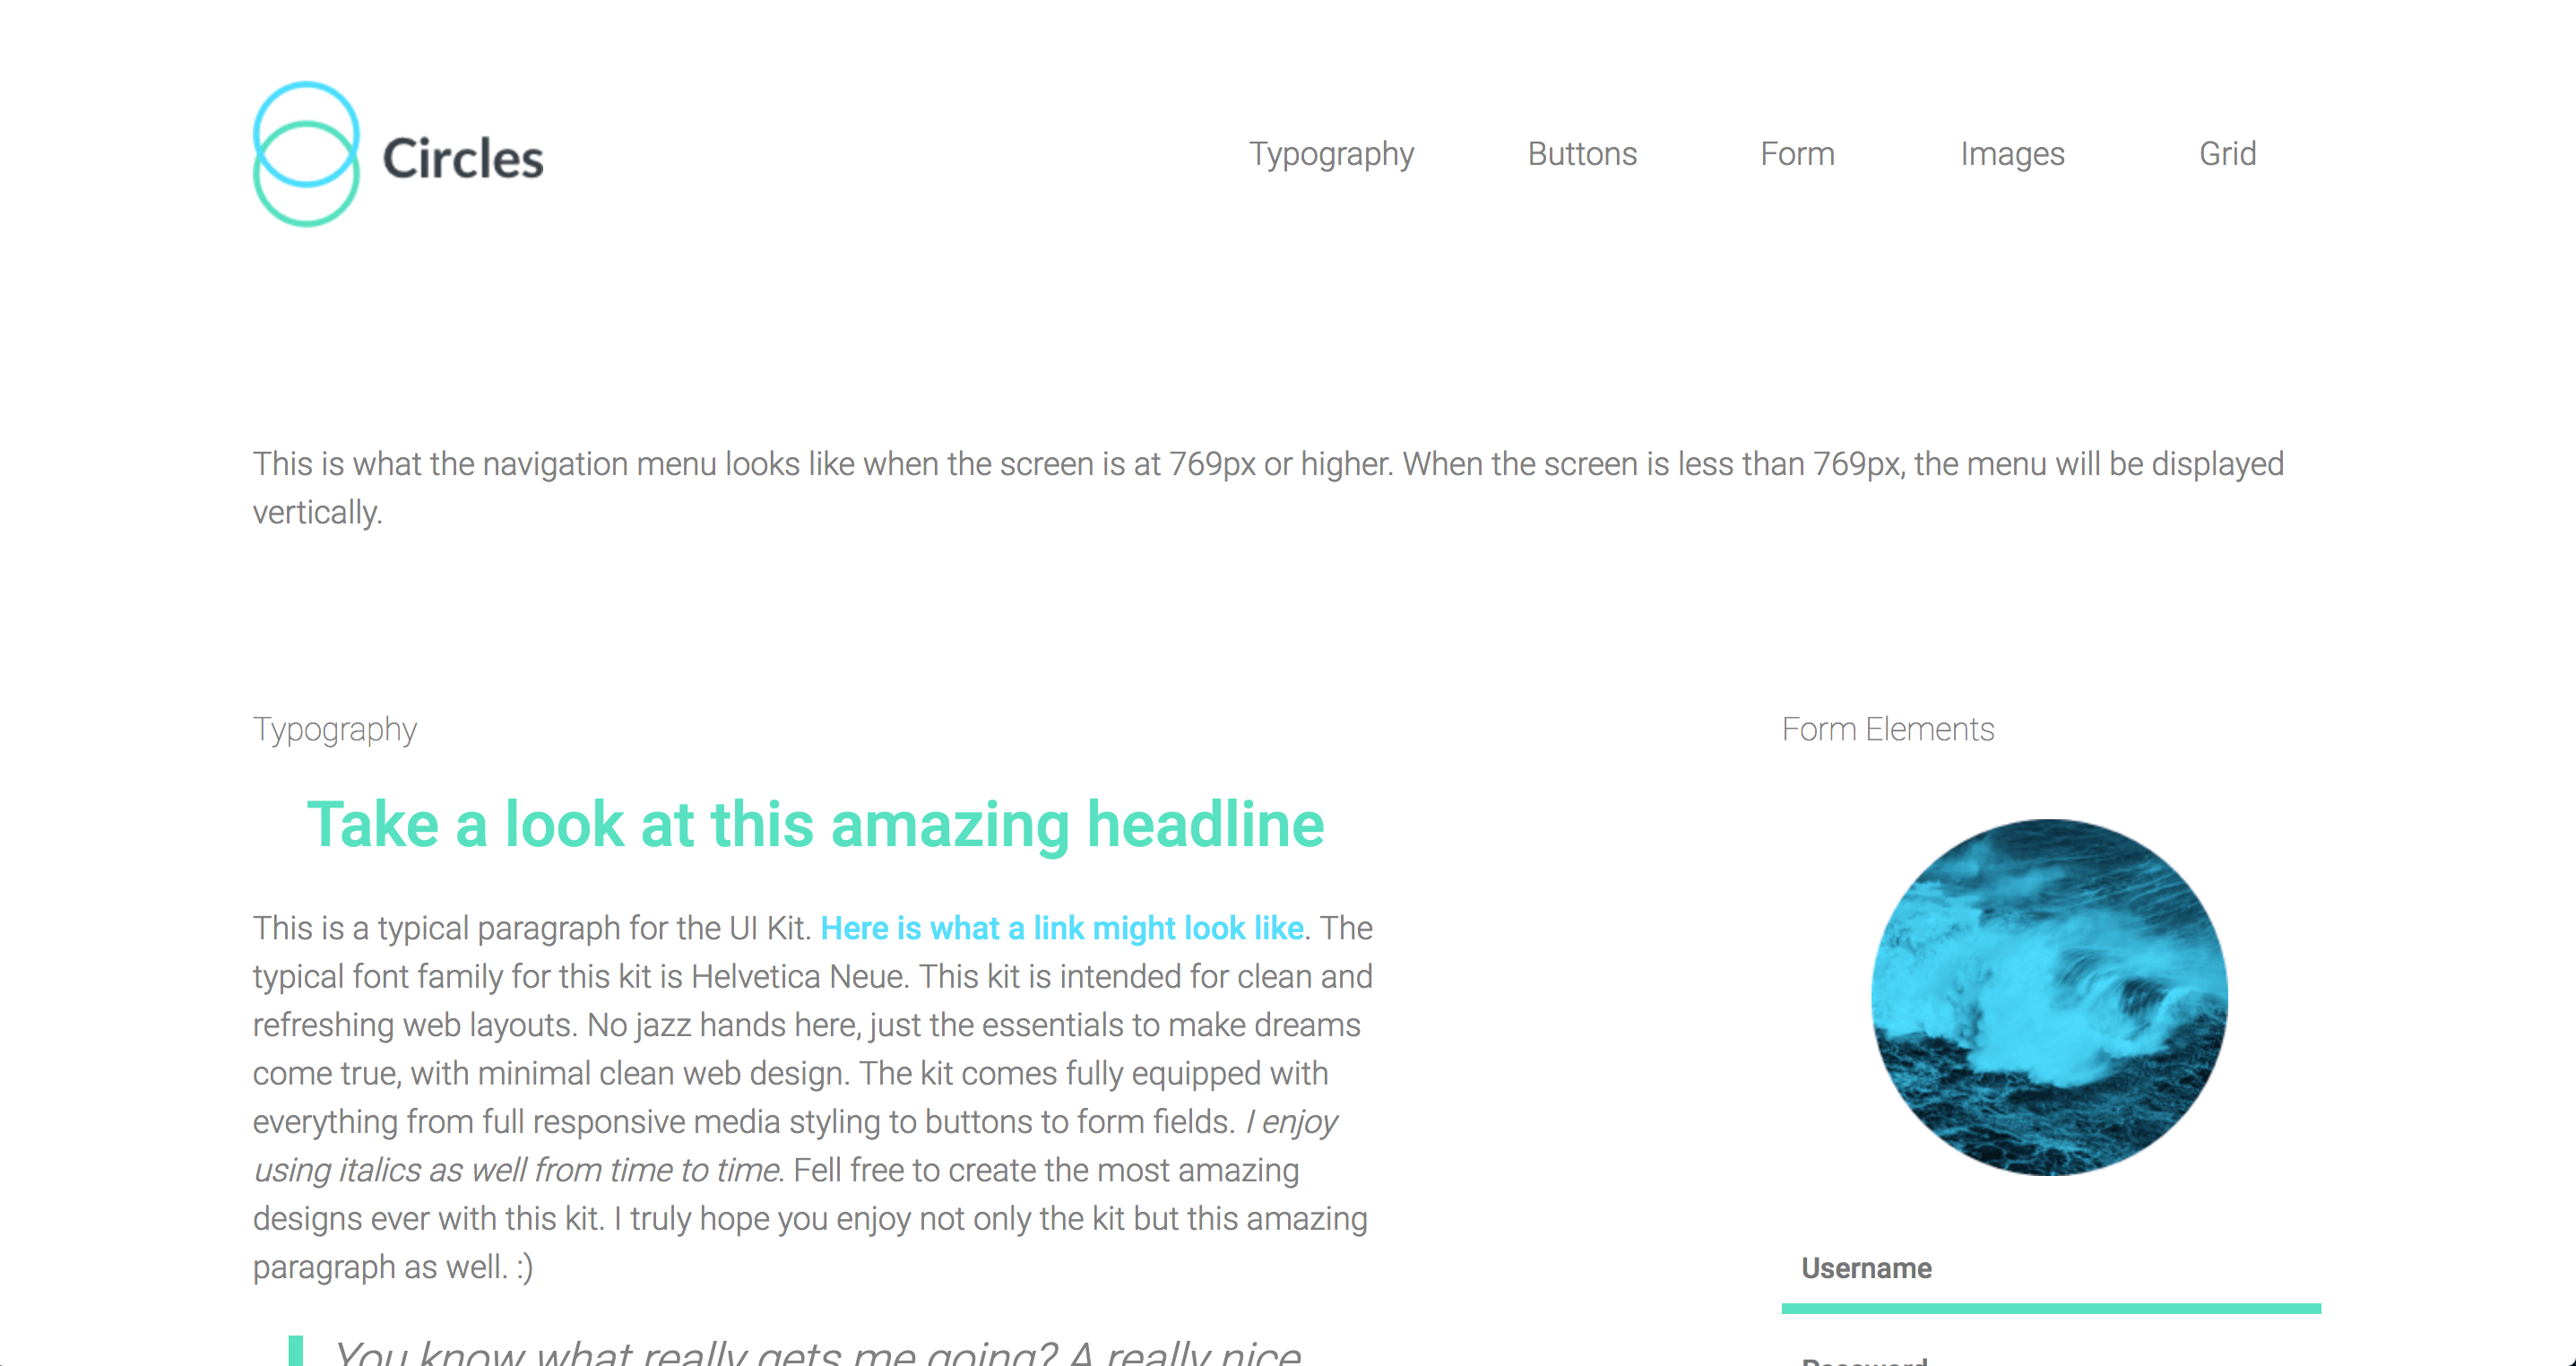 Circles
Typography Buttons Form Images Grid
This is what the navigation menu looks like when the screen is at 769px or higher. When the screen is less than 769px, the menu will be displayed
vertically.
Typography
Take a look at this amazing headline
This is a typical paragraph for the UI Kit. Here is what a link might look like. The
typical font family for this kit is Helvetica Neue. This kit is intended for clean and
refreshing web layouts. No jazz hands here, just the essentials to make dreams
come true, with minimal clean web design. The kit comes fully equipped with
everything from full responsive media styling to buttons to form fields. I enjoy
using italics as well from time to time. Fell free to create the most amazing
designs ever with this kit. I truly hope you enjoy not only the kit but this amazing
paragraph as well. :)
You know what really gets me going? A really nice
Form Elements
Username
Password